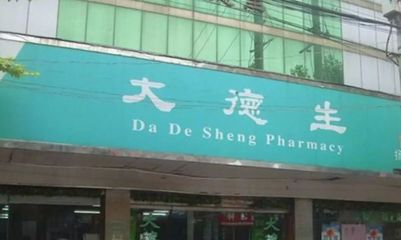 大德生
Da De Sheng Pharmacy